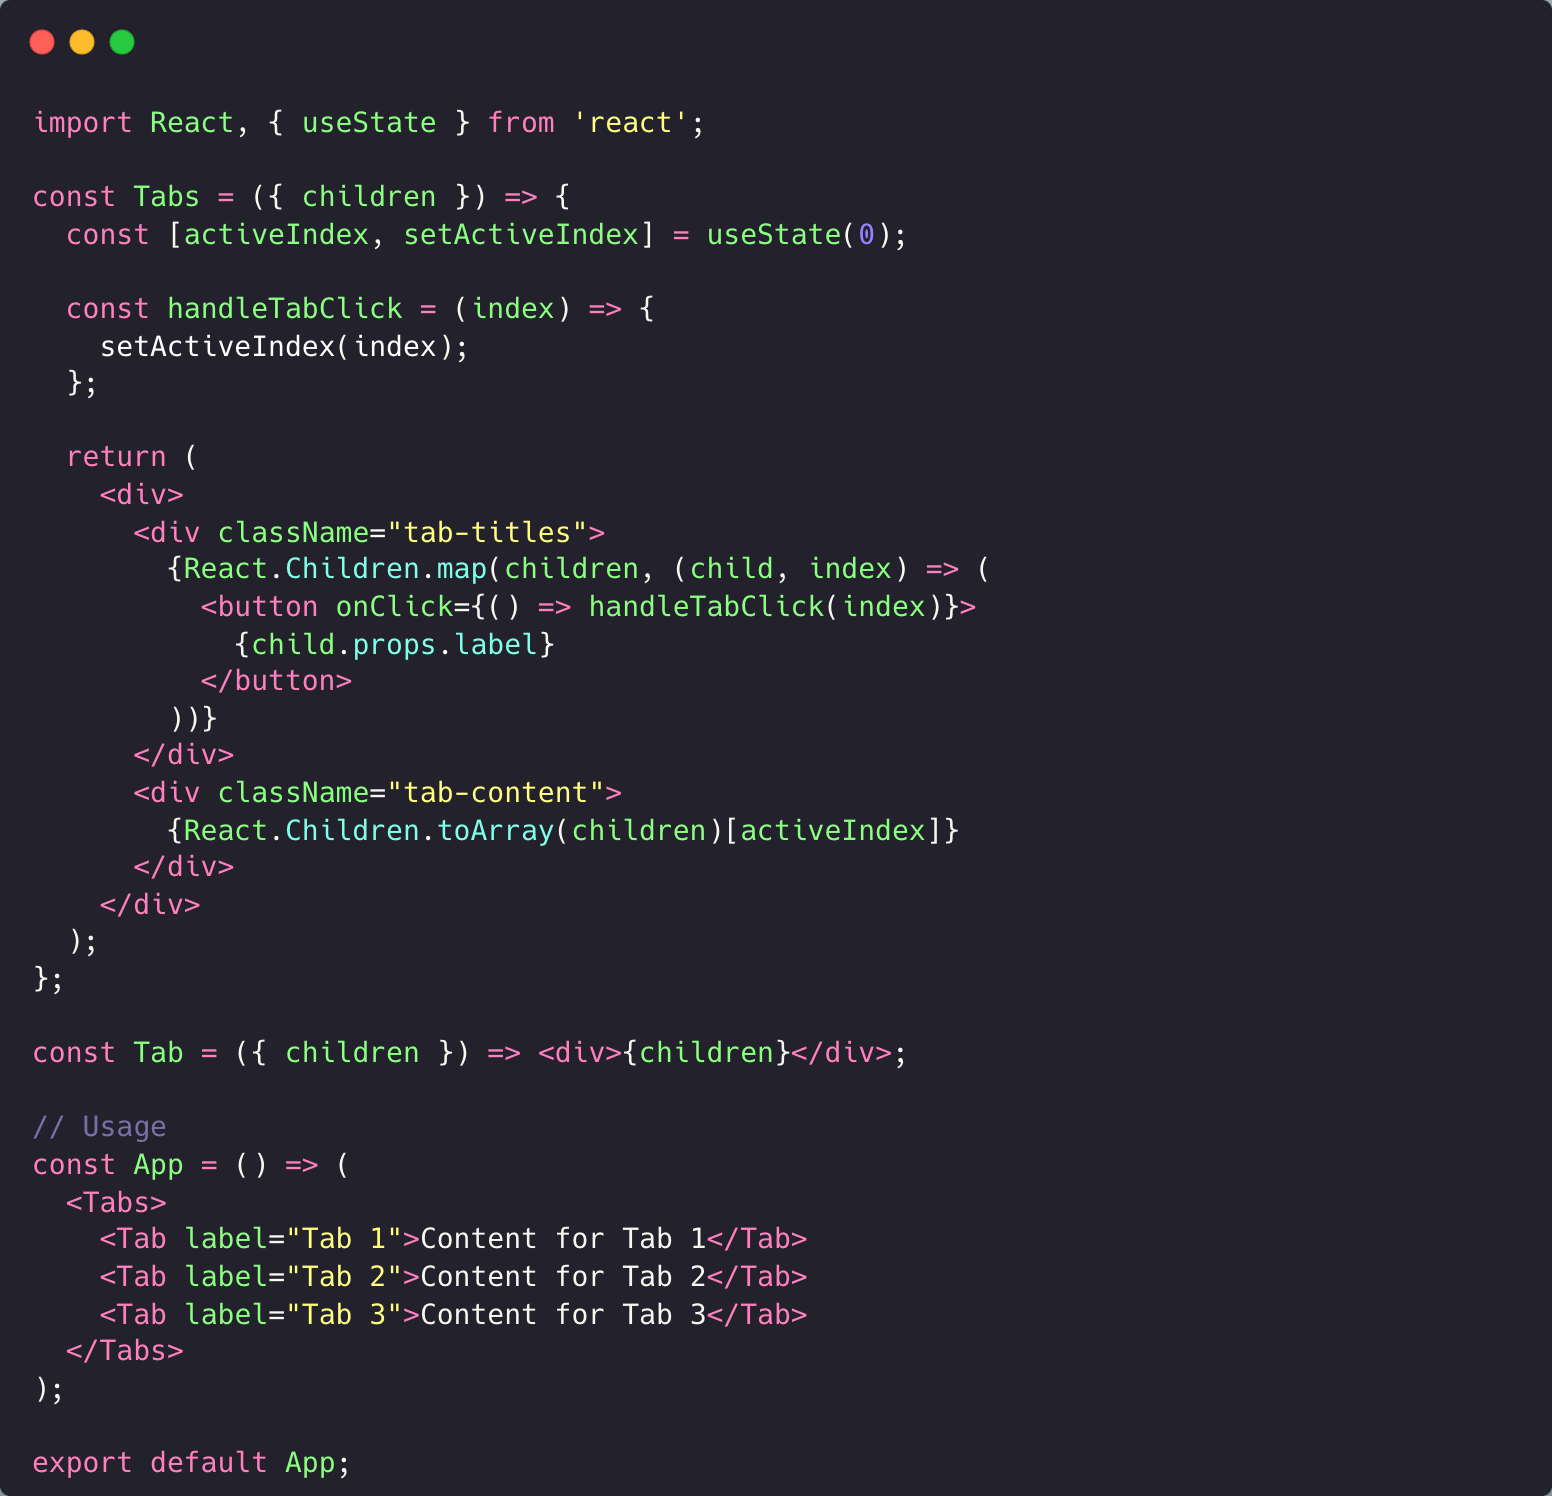 import React, { useState } from 'react';

const Tabs = ({ children }) => {
  const [activeIndex, setActiveIndex] = useState(0);

  const handleTabClick = (index) => {
    setActiveIndex(index);
  };

  return (
    <div>
      <div className="tab-titles">
        {React.Children.map(children, (child, index) => (
          <button onClick={() => handleTabClick(index)}>
            {child.props.label}
          </button>
        ))}
      </div>
      <div className="tab-content">
        {React.Children.toArray(children)[activeIndex]}
      </div>
    </div>
  );
};

const Tab = ({ children }) => <div>{children}</div>;

// Usage
const App = () => (
  <Tabs>
    <Tab label="Tab 1">Content for Tab 1</Tab>
    <Tab label="Tab 2">Content for Tab 2</Tab>
    <Tab label="Tab 3">Content for Tab 3</Tab>
  </Tabs>
);

export default App;